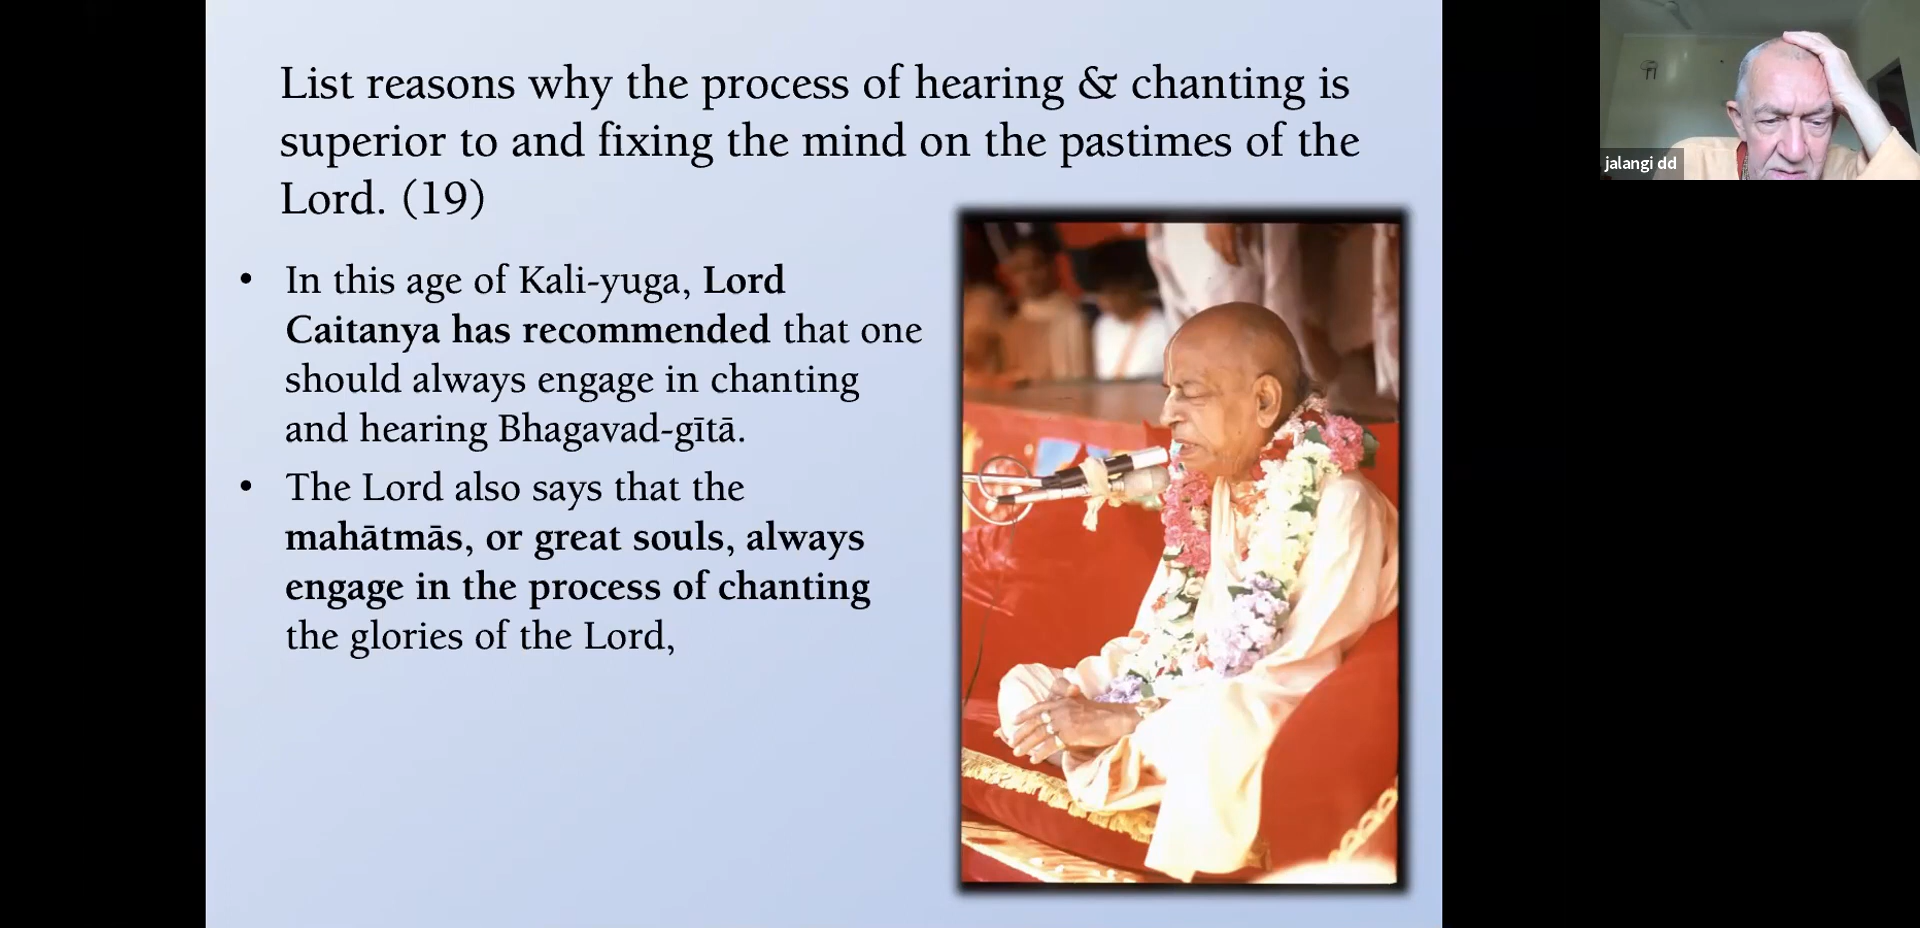 List reasons why the process of hearing & chanting is
superior to and fixing the mind on the pastimes of the
Lord. (19)
• In this age of Kali-yuga, Lord
Caitanya has recommended that one
should always engage in chanting
and hearing Bhagavad-gītā.
• The Lord also says that the
mahātmās, or great souls, always
engage in the process of chanting
the glories of the Lord,
jalangi dd